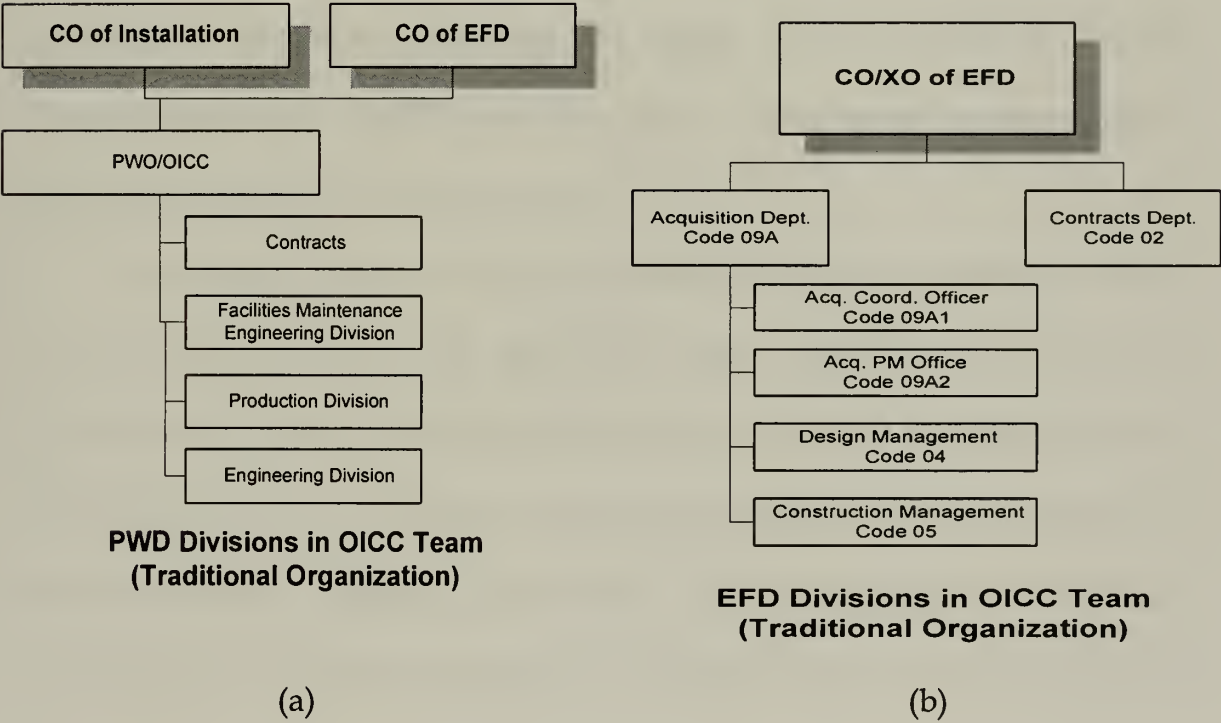 CO of Installation
CO of EFD
PWO/OICC
Contracts
Facilities Maintenance
Engineering Division
Production Division
Engineering Division
PWD Divisions in OICC Team
(Traditional Organization)
(a)
CO/XO of EFD
Acquisition Dept.
Code 09A
Contracts Dept.
Code 02
Acq. Coord. Officer
Code 09A1
Acq. PM Office
Code 09A2
Design Management
Code 04
Construction Management
Code 05
EFD Divisions in OICC Team
(Traditional Organization)
(b)